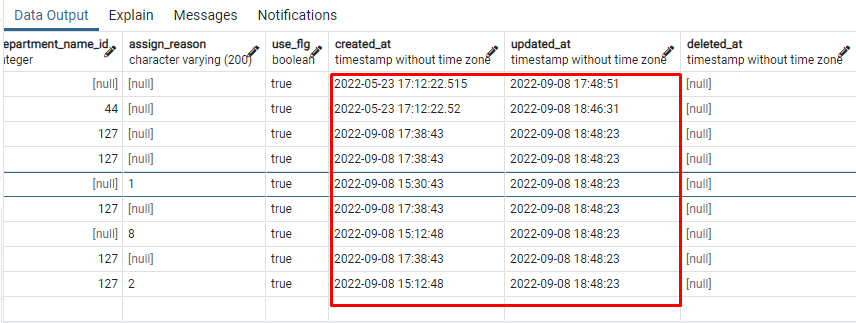 Data Output Explain Messages Notifications
epartment_name_id assign_reason use_flg created_at updated_at deleted_at
nteger character varying (200) boolean timestamp without time zone timestamp without time zone timestamp without time zone
[null] [null] true 2022-05-23 17:12:22.515 2022-09-08 17:48:51 [null]
44 [null] true 2022-05-23 17:12:22.52 2022-09-08 18:46:31 [null]
127 [null] true 2022-09-08 17:38:43 2022-09-08 18:48:23 [null]
127 [null] true 2022-09-08 17:38:43 2022-09-08 18:48:23 [null]
[null] 1 true 2022-09-08 15:30:43 2022-09-08 18:48:23 [null]
127 [null] true 2022-09-08 17:38:43 2022-09-08 18:48:23 [null]
[null] 8 true 2022-09-08 15:12:48 2022-09-08 18:48:23 [null]
127 [null] true 2022-09-08 17:38:43 2022-09-08 18:48:23 [null]
127 2 true 2022-09-08 15:12:48 2022-09-08 18:48:23 [null]